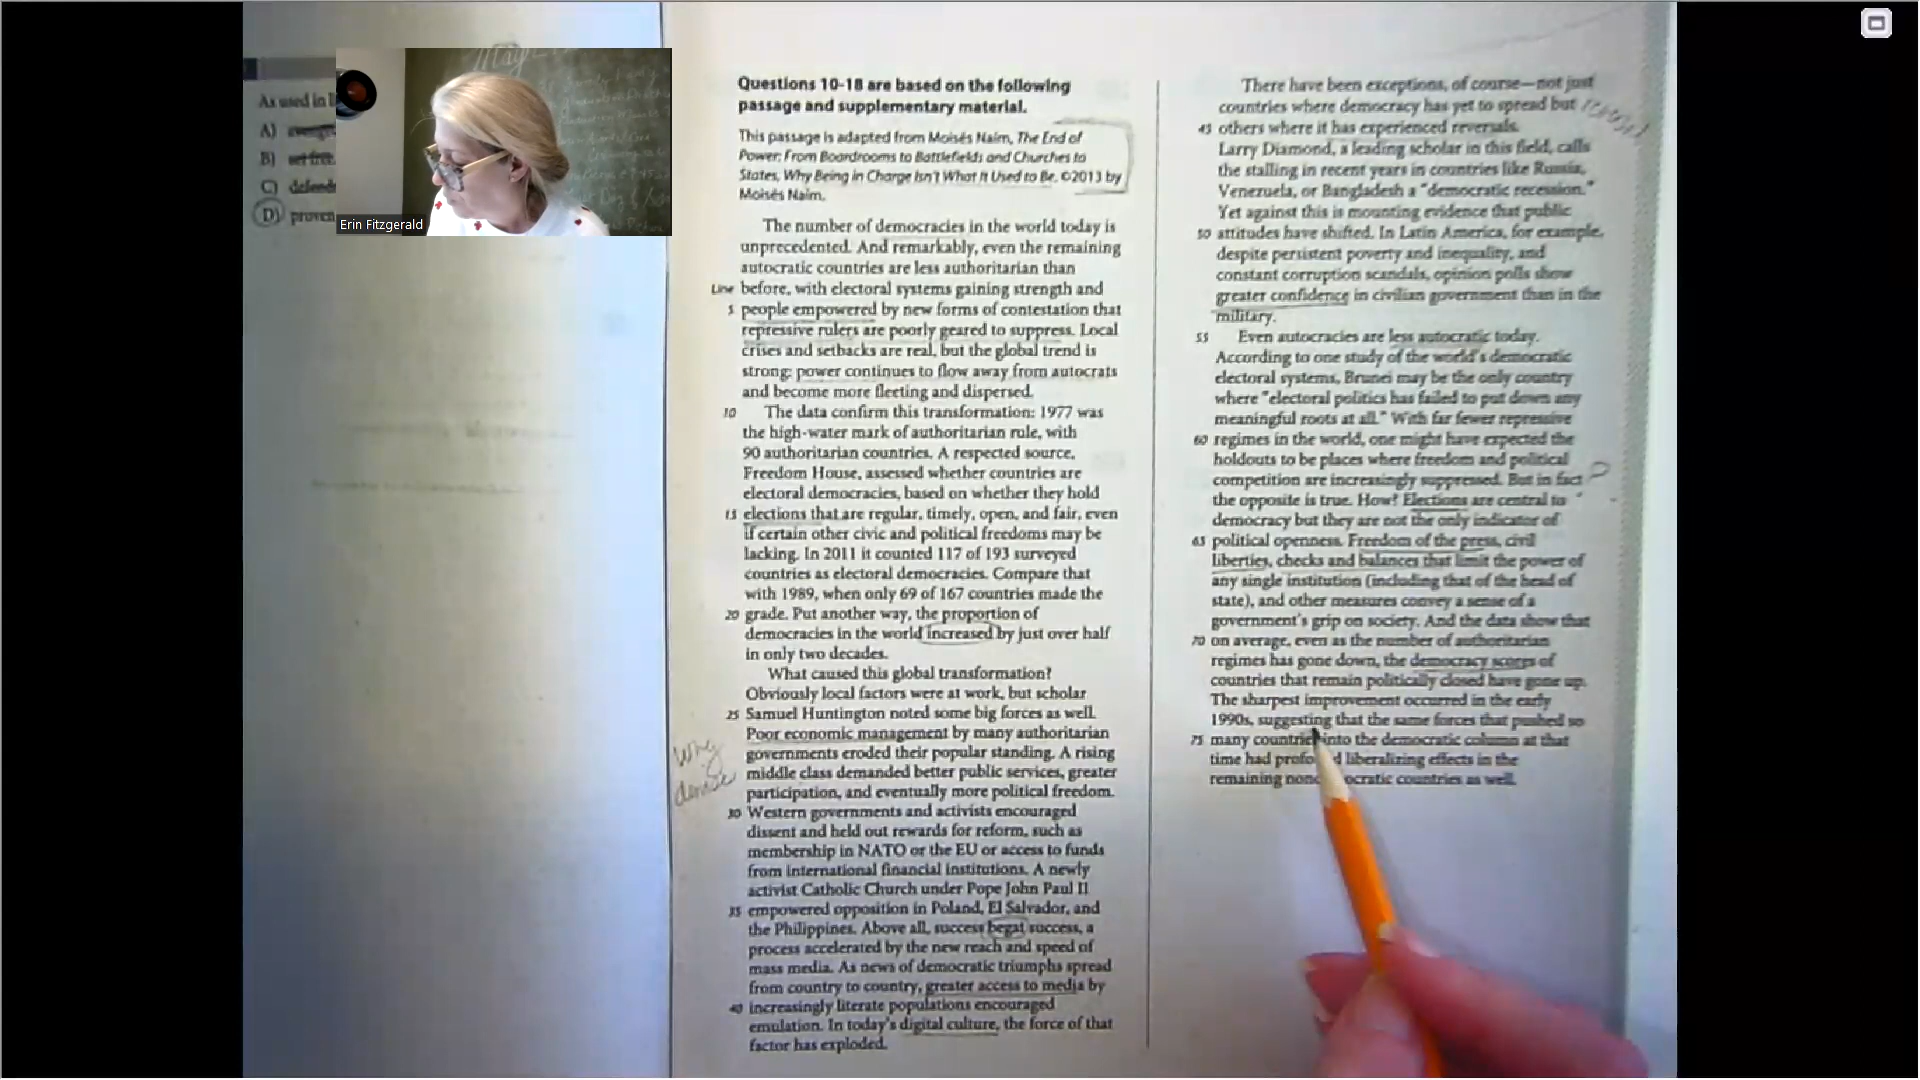 As used in li
A)
B) set free.
C) defend
D) proven
May
Erin Fitzgerald
Questions 10-18 are based on the following
passage and supplementary material.
This passage is adapted from Moisés Naím, The End of
Power: From Boardrooms to Battlefields and Churches to
States, Why Being in Charge Isn't What It Used to Be. ©2013 by
Moisés Naím.
The number of democracies in the world today is
unprecedented. And remarkably, even the remaining
autocratic countries are less authoritarian than
Line before, with electoral systems gaining strength and
5 people empowered by new forms of contestation that
repressive rulers are poorly geared to suppress. Local
crises and setbacks are real, but the global trend is
strong: power continues to flow away from autocrats
and become more fleeting and dispersed.
10 The data confirm this transformation: 1977 was
the high-water mark of authoritarian rule, with
90 authoritarian countries. A respected source,
Freedom House, assessed whether countries are
electoral democracies, based on whether they hold
15 elections that are regular, timely, open, and fair, even
if certain other civic and political freedoms may be
lacking. In 2011 it counted 117 of 193 surveyed
countries as electoral democracies. Compare that
with 1989, when only 69 of 167 countries made the
20 grade. Put another way, the proportion of
democracies in the world increased by just over half
in only two decades.
What caused this global transformation?
Obviously local factors were at work, but scholar
25 Samuel Huntington noted some big forces as well.
Poor economic management by many authoritarian
governments eroded their popular standing. A rising
middle class demanded better public services, greater
participation, and eventually more political freedom.
30 Western governments and activists encouraged
dissent and held out rewards for reform, such as
membership in NATO or the EU or access to funds
from international financial institutions. A newly
activist Catholic Church under Pope John Paul II
35 empowered opposition in Poland, El Salvador, and
the Philippines. Above all, success begat success, a
process accelerated by the new reach and speed of
mass media. As news of democratic triumphs spread
from country to country, greater access to media by
40 increasingly literate populations encouraged
emulation. In today's digital culture, the force of that
factor has exploded.
Why
There have been exceptions, of course—not just
countries where democracy has yet to spread but
45 others where it has experienced reversals.
Larry Diamond, a leading scholar in this field, calls
the stalling in recent years in countries like Russia,
Venezuela, or Bangladesh a "democratic recession."
Yet against this is mounting evidence that public
50 attitudes have shifted. In Latin America, for example,
despite persistent poverty and inequality, and
constant corruption scandals, opinion polls show
greater confidence in civilian government than in the
military.
55 Even autocracies are less autocratic today.
According to one study of the world's democratic
electoral systems, Brunei may be the only country
where "electoral politics has failed to put down any
meaningful roots at all." With far fewer repressive
60 regimes in the world, one might have expected the
holdouts to be places where freedom and political
competition are increasingly suppressed. But in fact
the opposite is true. How? Elections are central to
democracy but they are not the only indicator of
65 political openness. Freedom of the press, civil
liberties, checks and balances that limit the power of
any single institution (including that of the head of
state), and other measures convey a sense of a
government's grip on society. And the data show that
70 on average, even as the number of authoritarian
regimes has gone down, the democracy scores of
countries that remain politically closed have gone up.
The sharpest improvement occurred in the early
1990s, suggesting that the same forces that pushed so
75 many countries into the democratic column at that
time had profo d liberalizing effects in the
remaining nond ocratic countries as well.